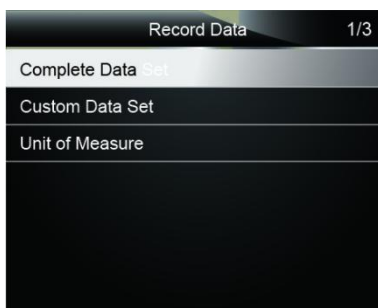 Record Data 1/3
Complete Data Set
Custom Data Set
Unit of Measure